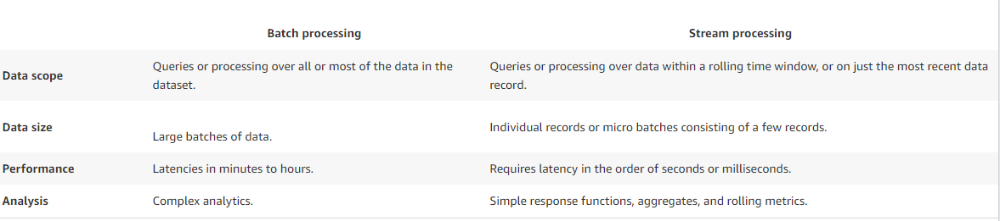 Batch processing
Stream processing
Data scope
Queries or processing over all or most of the data in the
dataset.
Queries or processing over data within a rolling time window, or on just the most recent data
record.
Data size
Large batches of data.
Individual records or micro batches consisting of a few records.
Performance
Latencies in minutes to hours.
Requires latency in the order of seconds or milliseconds.
Analysis
Complex analytics.
Simple response functions, aggregates, and rolling metrics.